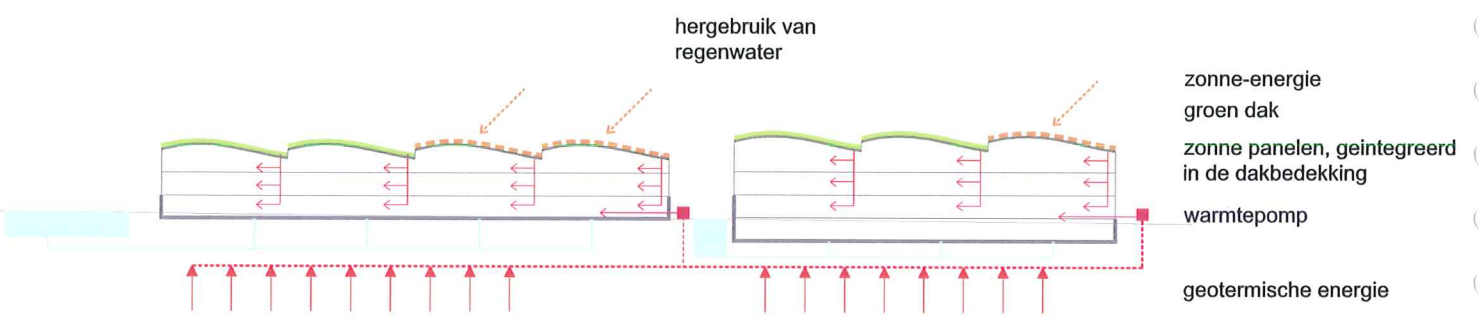 hergebruik van
regenwater
zonne-energie
groen dak
zonne panelen, geintegreerd
in de dakbedekking
warmtepomp
geotermische energie